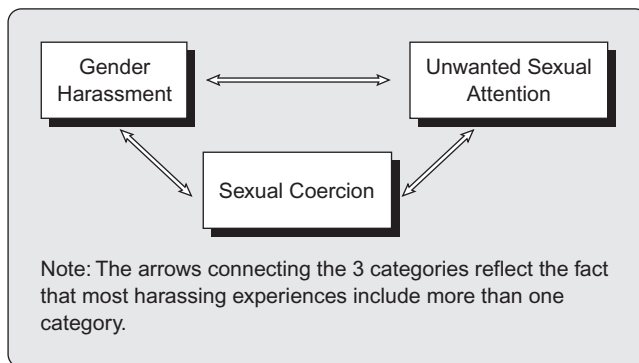 Gender
Harassment
Unwanted Sexual
Attention
Sexual Coercion
Note: The arrows connecting the 3 categories reflect the fact
that most harassing experiences include more than one
category.